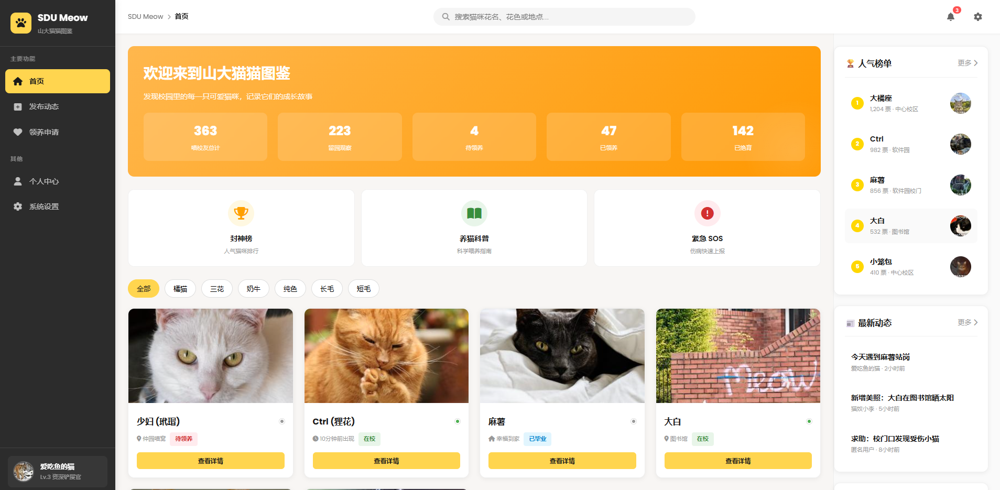 SDU Meow
山大猫猫图鉴
主要功能
首页
发布动态
领养申请
其他
个人中心
系统设置
爱吃鱼的猫
Lv.3 资深铲屎官
SDU Meow > 首页
搜索猫咪花名、花色或地点...
3
欢迎来到山大猫猫图鉴
发现校园里的每一只可爱猫咪，记录它们的成长故事
363
喵校友总计
223
留园观察
4
待领养
47
已领养
142
已绝育
封神榜
人气猫咪排行
养猫科普
科学喂养指南
紧急 SOS
伤病快速上报
全部
橘猫
三花
奶牛
纯色
长毛
短毛
少妇 (玳瑁)
仲园喵窝
待领养
查看详情
Ctrl (狸花)
10分钟前出现
在校
查看详情
麻薯
幸福到家
已毕业
查看详情
Meow
大白
图书馆
在校
查看详情
人气榜单
更多
1
大橘座
1,204 票 · 中心校区
2
Ctrl
982 票 · 软件园
3
麻薯
856 票 · 软件园校门
4
大白
532 票 · 图书馆
5
小笼包
410 票 · 中心校区
最新动态
更多
今天遇到麻薯站岗
爱吃鱼的猫 · 2小时前
新增美照：大白在图书馆晒太阳
猫奴小李 · 5小时前
求助：校门口发现受伤小猫
匿名用户 · 8小时前